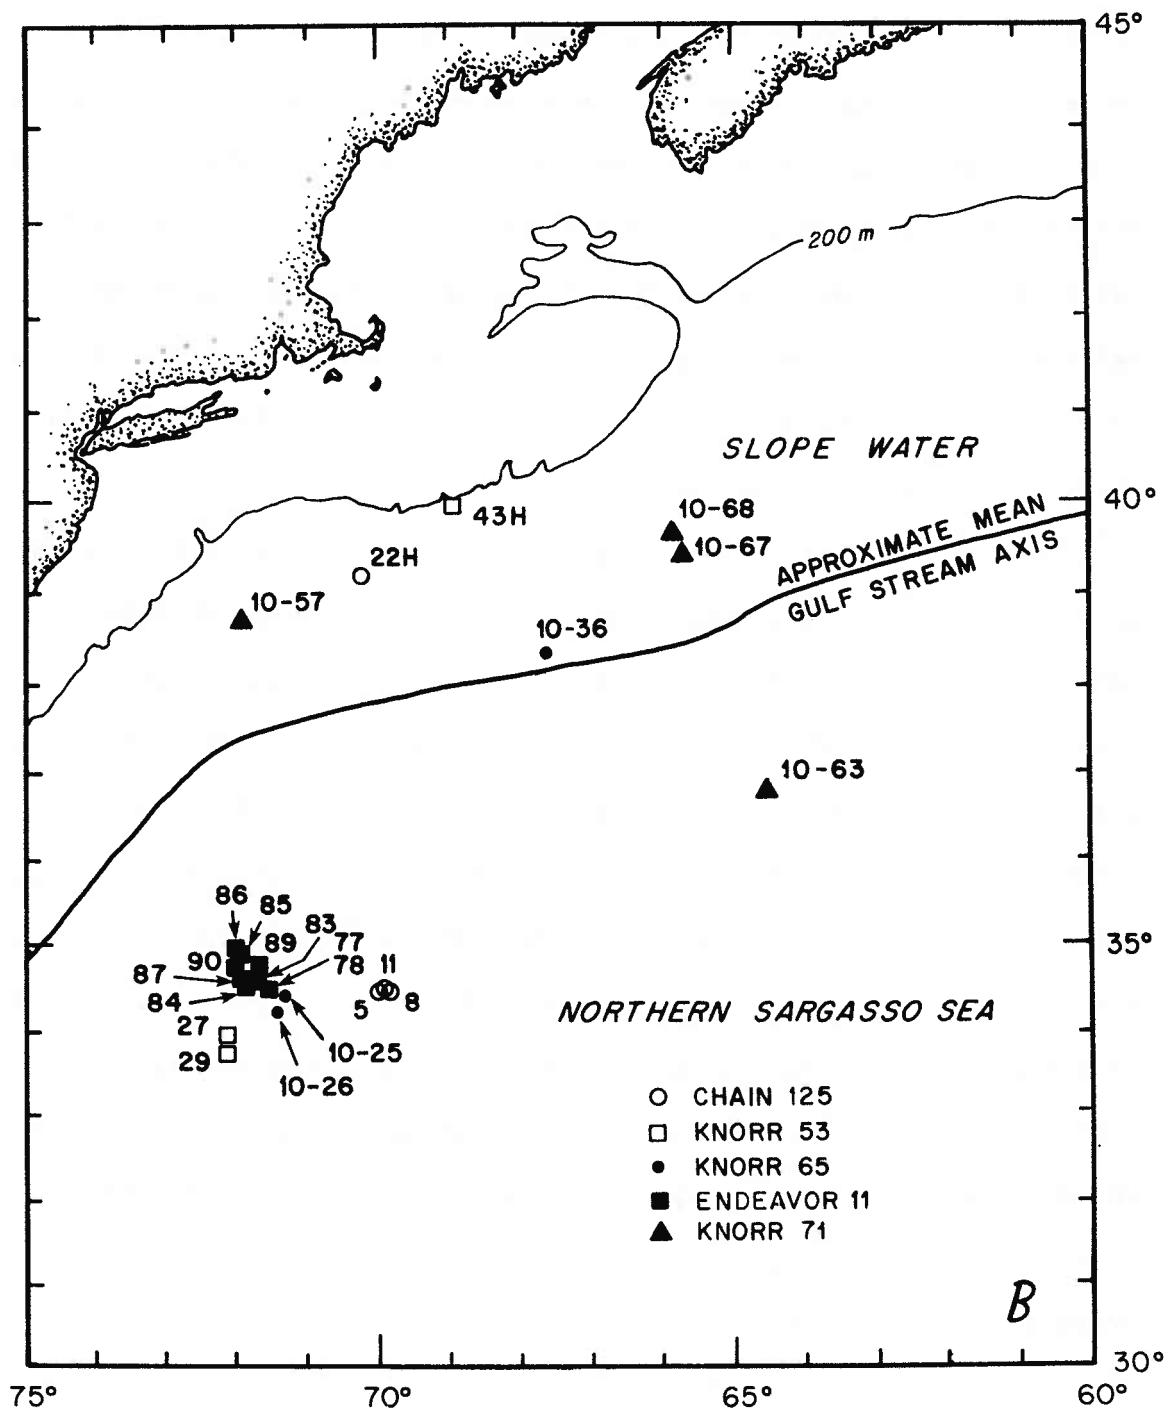 45°
200 m
SLOPE WATER
40°
10-68
43H
10-67
APPROXIMATE MEAN
GULF STREAM AXIS
22H
10-57
10-36
10-63
86
85
83
89
77
90
78
11
87
84
5
8
35°
27
29
10-25
10-26
NORTHERN SARGASSO SEA
CHAIN 125
KNORR 53
KNORR 65
ENDEAVOR 11
KNORR 71
B
30°
75°
70°
65°
60°